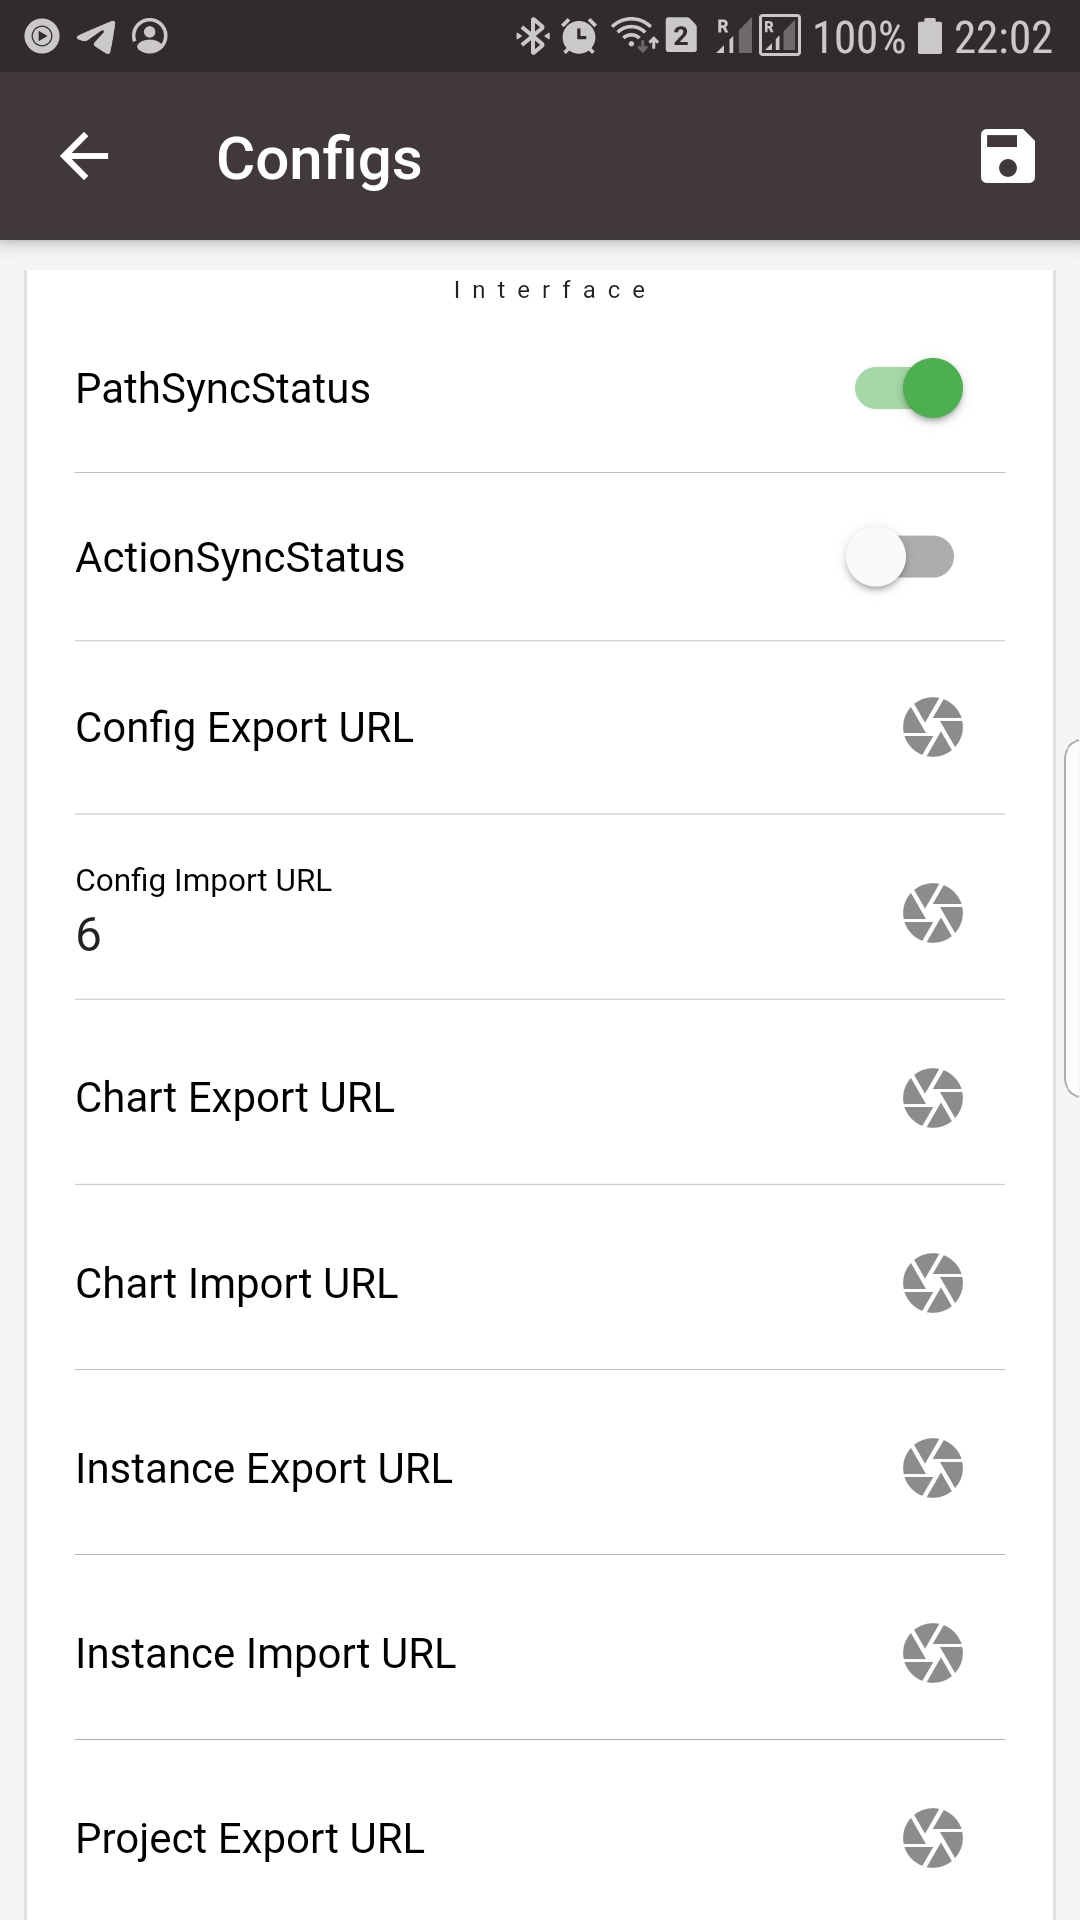 2 R R 100% 22:02
Configs
Interface
PathSyncStatus
ActionSyncStatus
Config Export URL
Config Import URL
6
Chart Export URL
Chart Import URL
Instance Export URL
Instance Import URL
Project Export URL